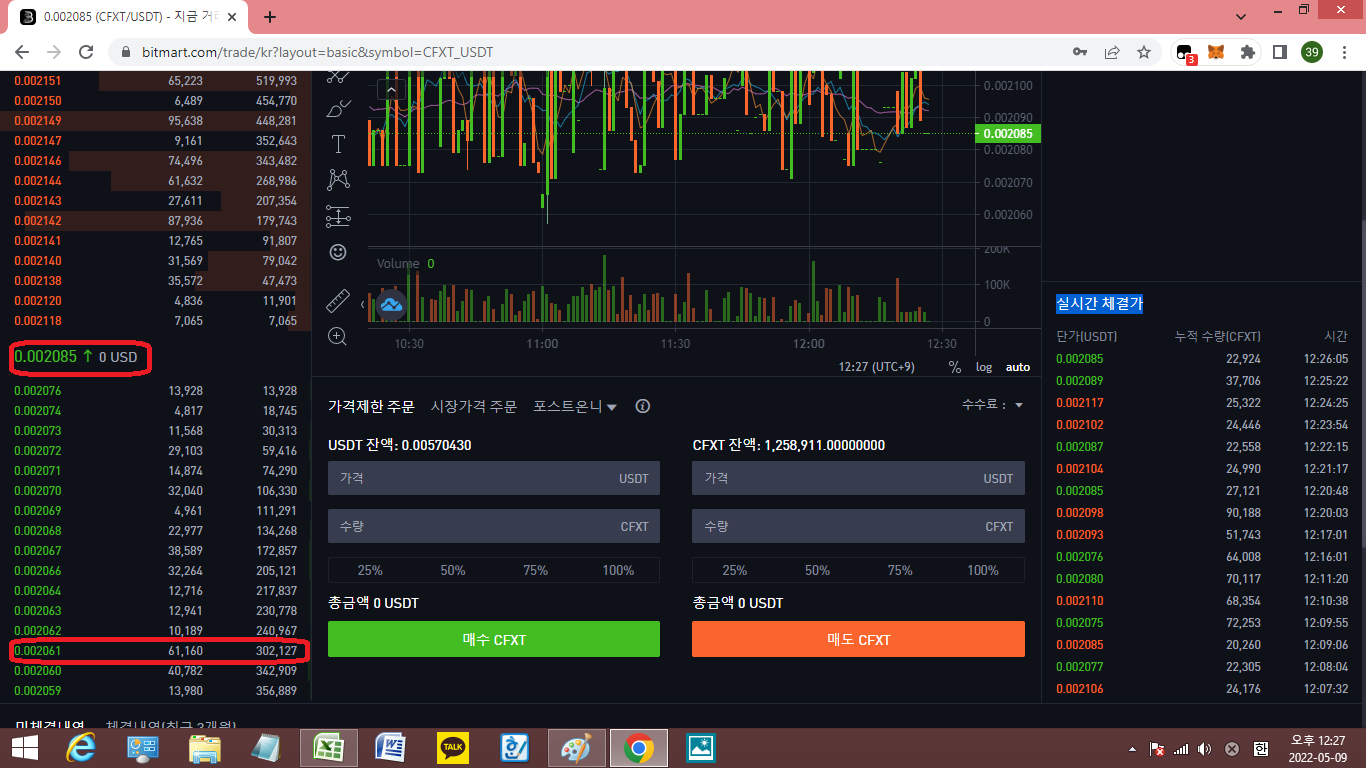 0.002085 (CFXT/USDT) - 지금 거래
bitmart.com/trade/kr?layout=basic&symbol=CFXT_USDT
3
39
0.002151 65,223 519,993
0.002150 6,489 454,770
0.002149 95,638 448,281
0.002147 9,161 352,643
0.002146 74,496 343,482
0.002144 61,632 268,986
0.002143 27,611 207,354
0.002142 87,936 179,743
0.002141 12,765 91,807
0.002140 31,569 79,042
0.002138 35,572 47,473
0.002120 4,836 11,901
0.002118 7,065 7,065
0.002085 ↑ 0 USD
0.002076 13,928 13,928
0.002074 4,817 18,745
0.002073 11,568 30,313
0.002072 29,103 59,416
0.002071 14,874 74,290
0.002070 32,040 106,330
0.002069 4,961 111,291
0.002068 22,977 134,268
0.002067 38,589 172,857
0.002066 32,264 205,121
0.002064 12,716 217,837
0.002063 12,941 230,778
0.002062 10,189 240,967
0.002061 61,160 302,127
0.002060 40,782 342,909
0.002059 13,980 356,889
0.002100
0.002090
0.002085
0.002080
0.002070
0.002060
Volume 0
200K
100K
0
10:30 11:00 11:30 12:00 12:30
12:27 (UTC+9) % log auto
가격제한 주문 시장가격 주문 포스트온니
수수료 :
USDT 잔액: 0.00570430
가격 USDT
수량 CFXT
25% 50% 75% 100%
총금액 0 USDT
매수 CFXT
CFXT 잔액: 1,258,911.00000000
가격 USDT
수량 CFXT
25% 50% 75% 100%
총금액 0 USDT
매도 CFXT
실시간 체결가
단가(USDT) 누적 수량(CFXT) 시간
0.002085 22,924 12:26:05
0.002089 37,706 12:25:22
0.002117 25,322 12:24:25
0.002102 24,446 12:23:54
0.002087 22,558 12:22:15
0.002104 24,990 12:21:17
0.002085 27,121 12:20:48
0.002098 90,188 12:20:03
0.002093 51,743 12:17:01
0.002076 64,008 12:16:01
0.002080 70,117 12:11:20
0.002110 68,354 12:10:38
0.002075 72,253 12:09:55
0.002085 20,260 12:09:06
0.002077 22,305 12:08:04
0.002106 24,176 12:07:32
미체결내역 체결내역(최근 3개월)
TALK
한
오후 12:27
2022-05-09